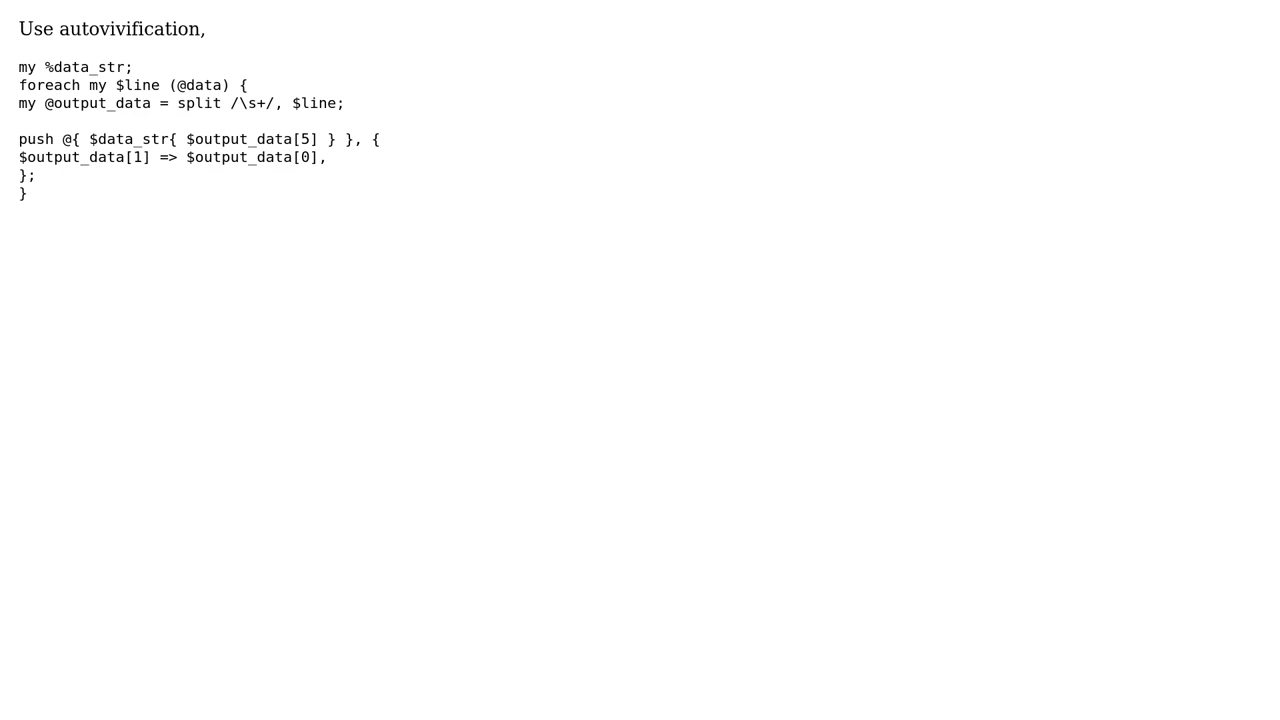 Use autovivification,
my %data_str;
foreach my $line (@data) {
my @output_data = split /\s+/, $line;
push @{ $data_str{ $output_data[5] } }, {
$output_data[1] => $output_data[0],
};
}